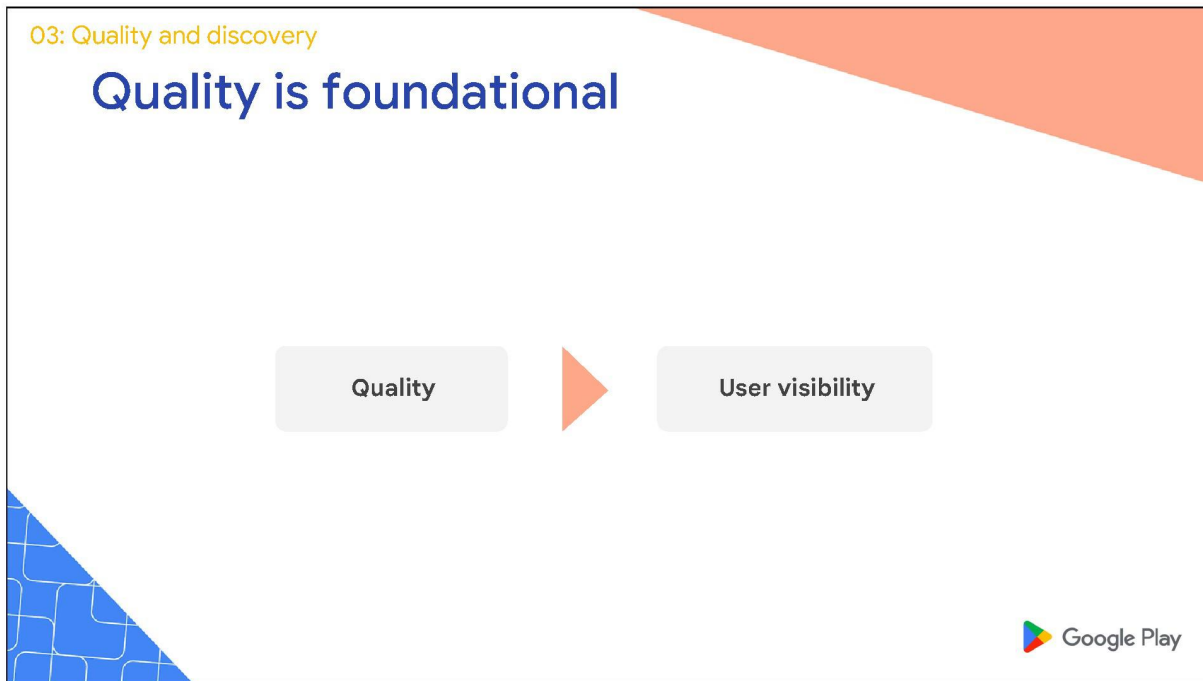 03: Quality and discovery
Quality is foundational
Quality
User visibility
Google Play